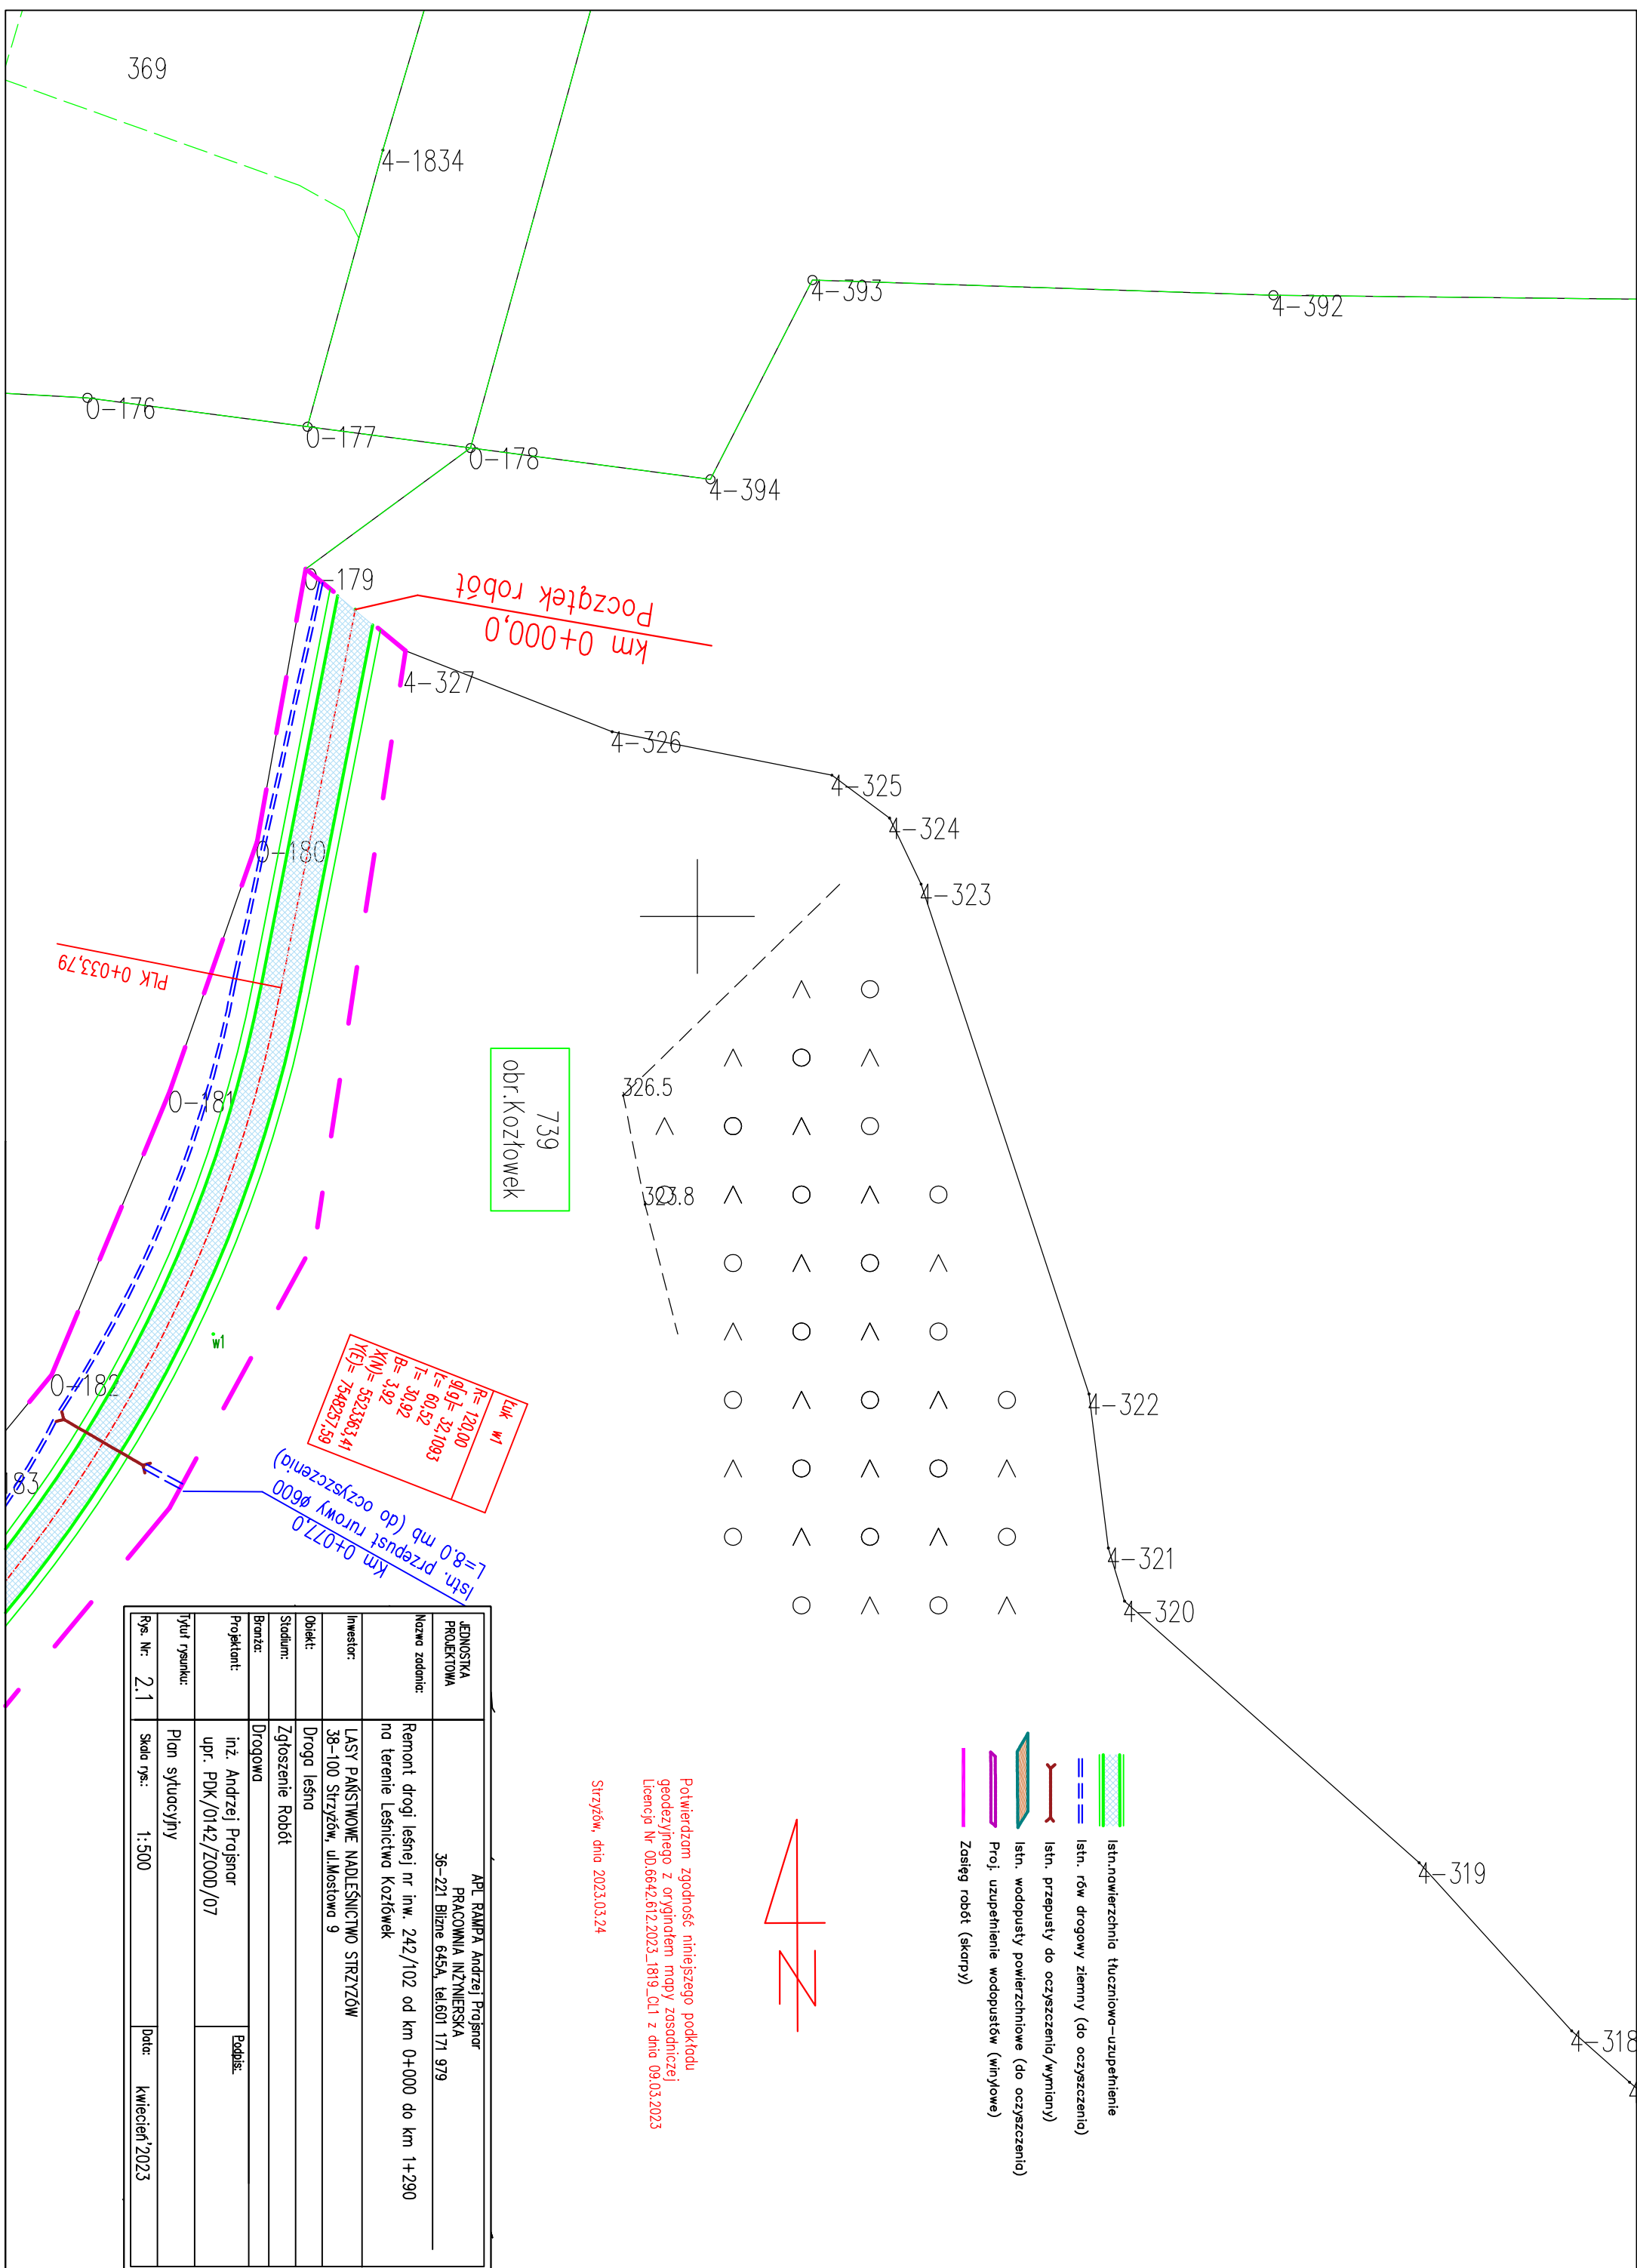 369
4-1834
4-393
4-392
0-176
0-177
0-178
4-394
0-179
Początek robót
km 0+000,0
4-327
4-326
4-325
4-324
4-323
0-180
PLK 0+033,79
0-181
326.5
323.8
739
obr.Kozłowek
w1
0-182
183
Łuk w1
R= 120,00
g[g]= 32,1093
Ł= 60,52
T= 30,92
B= 3,92
X(N)= 5523363,41
Y(E)= 7548257,59
Km 0+077,0
Istn. przepust rurowy ø600
L=8.0 mb (do oczyszczenia)
4-322
4-321
4-320
4-319
4-318
4
Istn.nawierzchnia tłuczniowa-uzupełnienie
Istn. rów drogowy ziemny (do oczyszczenia)
Istn. przepusty do oczyszczenia/wymiany)
Istn. wodopusty powierzchniowe (do oczyszczenia)
Proj. uzupełnienie wodopustów (winylowe)
Zasięg robót (skarpy)
N
Potwierdzam zgodność niniejszego podkładu
geodezyjnego z oryginałem mapy zasadniczej
Licencja Nr OD.6642.612.2023_1819_CL1 z dnia 09.03.2023
Strzyżów, dnia 2023.03.24
JEDNOSTKA
PROJEKTOWA
APL RAMPA Andrzej Prajsnar
PRACOWNIA INŻYNIERSKA
36-221 Blizne 645A, tel.601 171 979
Nazwa zadania:
Remont drogi leśnej nr inw. 242/102 od km 0+000 do km 1+290
na terenie Leśnictwa Kozłówek
Inwestor:
LASY PAŃSTWOWE NADLEŚNICTWO STRZYŻÓW
38-100 Strzyżów, ul.Mostowa 9
Obiekt:
Droga leśna
Stadium:
Zgłoszenie Robót
Branża:
Drogowa
Projektant:
inż. Andrzej Prajsnar
upr. PDK/0142/ZOOD/07
Podpis:
Tytuł rysunku:
Plan sytuacyjny
Rys. Nr: 2.1
Skala rys.: 1:500
Data: kwiecień'2023